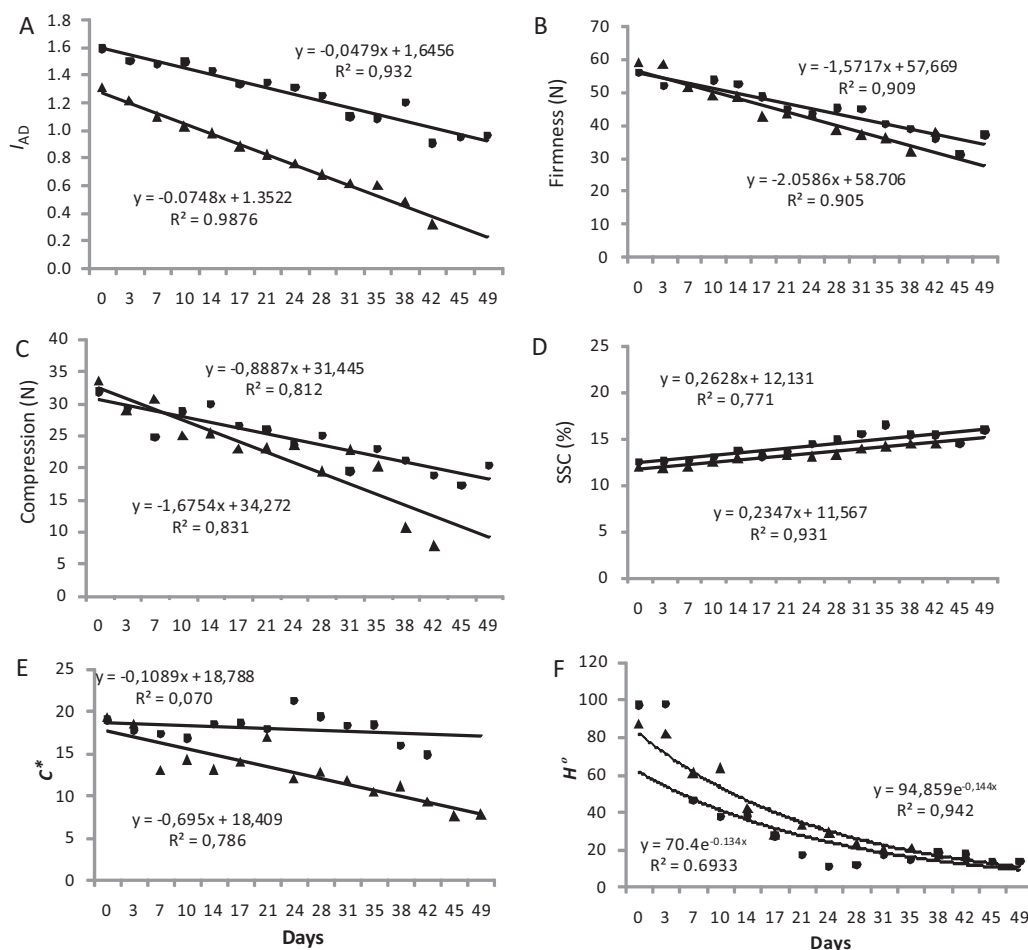 A
1.8
1.6
1.4
1.2
1.0
0.8
0.6
0.4
0.2
0.0
I_AD
y = -0,0479x + 1,6456
R² = 0,932
y = -0.0748x + 1.3522
R² = 0.9876
0 3 7 10 14 17 21 24 28 31 35 38 42 45 49
B
70
60
50
40
30
20
10
0
Firmness (N)
y = -1,5717x + 57,669
R² = 0,909
y = -2.0586x + 58.706
R² = 0.905
0 3 7 10 14 17 21 24 28 31 35 38 42 45 49
C
40
35
30
25
20
15
10
5
0
Compression (N)
y = -0,8887x + 31,445
R² = 0,812
y = -1,6754x + 34,272
R² = 0,831
0 3 7 10 14 17 21 24 28 31 35 38 42 45 49
D
25
20
15
10
5
0
SSC (%)
y = 0,2628x + 12,131
R² = 0,771
y = 0,2347x + 11,567
R² = 0,931
0 3 7 10 14 17 21 24 28 31 35 38 42 45 49
E
25
20
15
10
5
0
C*
y = -0,1089x + 18,788
R² = 0,070
y = -0,695x + 18,409
R² = 0,786
0 3 7 10 14 17 21 24 28 31 35 38 42 45 49
Days
F
120
100
80
60
40
20
0
H°
y = 94,859e^-0,144x
R² = 0,942
y = 70.4e^-0.134x
R² = 0.6933
0 3 7 10 14 17 21 24 28 31 35 38 42 45 49
Days